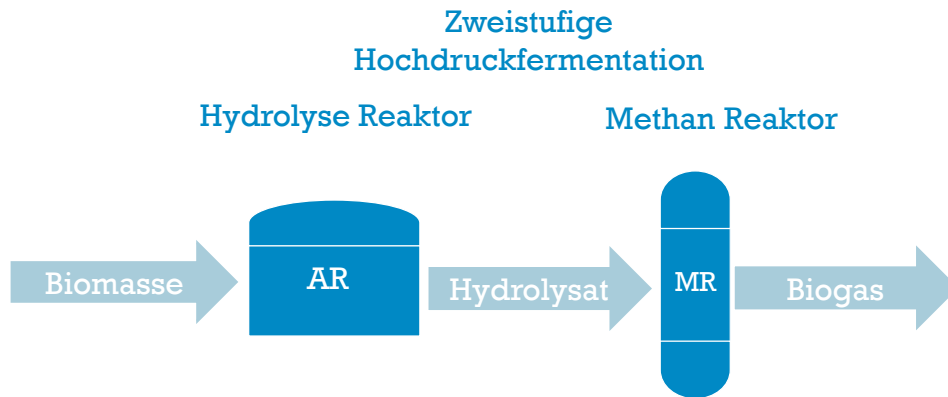 Zweistufige
Hochdruckfermentation
Hydrolyse Reaktor
Methan Reaktor
Biomasse
AR
Hydrolysat
MR
Biogas